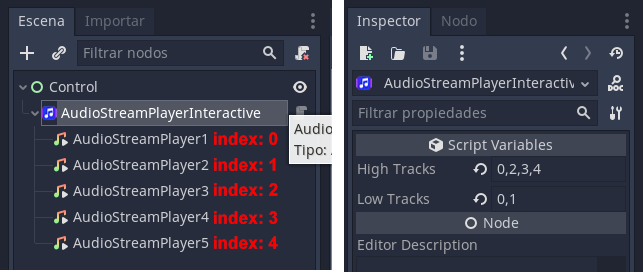 Escena
Importar
Filtrar nodos
Control
AudioStreamPlayerInteractive
AudioStreamPlayer1 index: 0
AudioStreamPlayer2 index: 1
AudioStreamPlayer3 index: 2
AudioStreamPlayer4 index: 3
AudioStreamPlayer5 index: 4
Audio
Tipo:
Inspector
Nodo
AudioStreamPlayerInteractiv
DOC
Filtrar propiedades
Script Variables
High Tracks 0,2,3,4
Low Tracks 0,1
Node
Editor Description